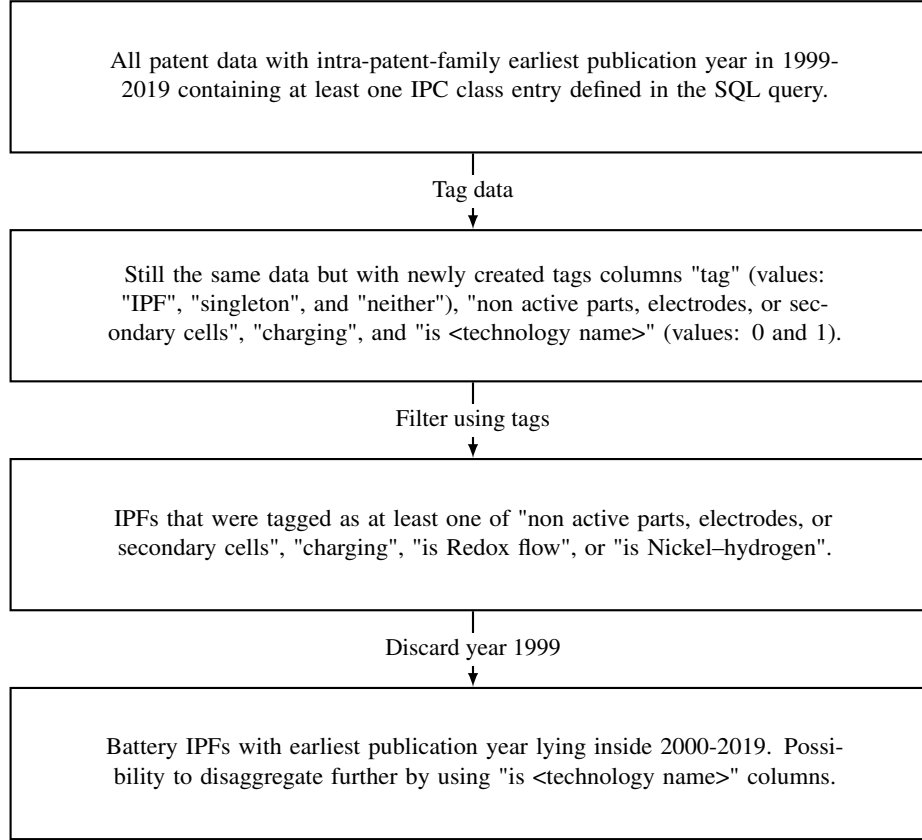 All patent data with intra-patent-family earliest publication year in 1999-
2019 containing at least one IPC class entry defined in the SQL query.
Tag data
Still the same data but with newly created tags columns "tag" (values:
"IPF", "singleton", and "neither"), "non active parts, electrodes, or sec-
ondary cells", "charging", and "is <technology name>" (values: 0 and 1).
Filter using tags
IPFs that were tagged as at least one of "non active parts, electrodes, or
secondary cells", "charging", "is Redox flow", or "is Nickel–hydrogen".
Discard year 1999
Battery IPFs with earliest publication year lying inside 2000-2019. Possi-
bility to disaggregate further by using "is <technology name>" columns.